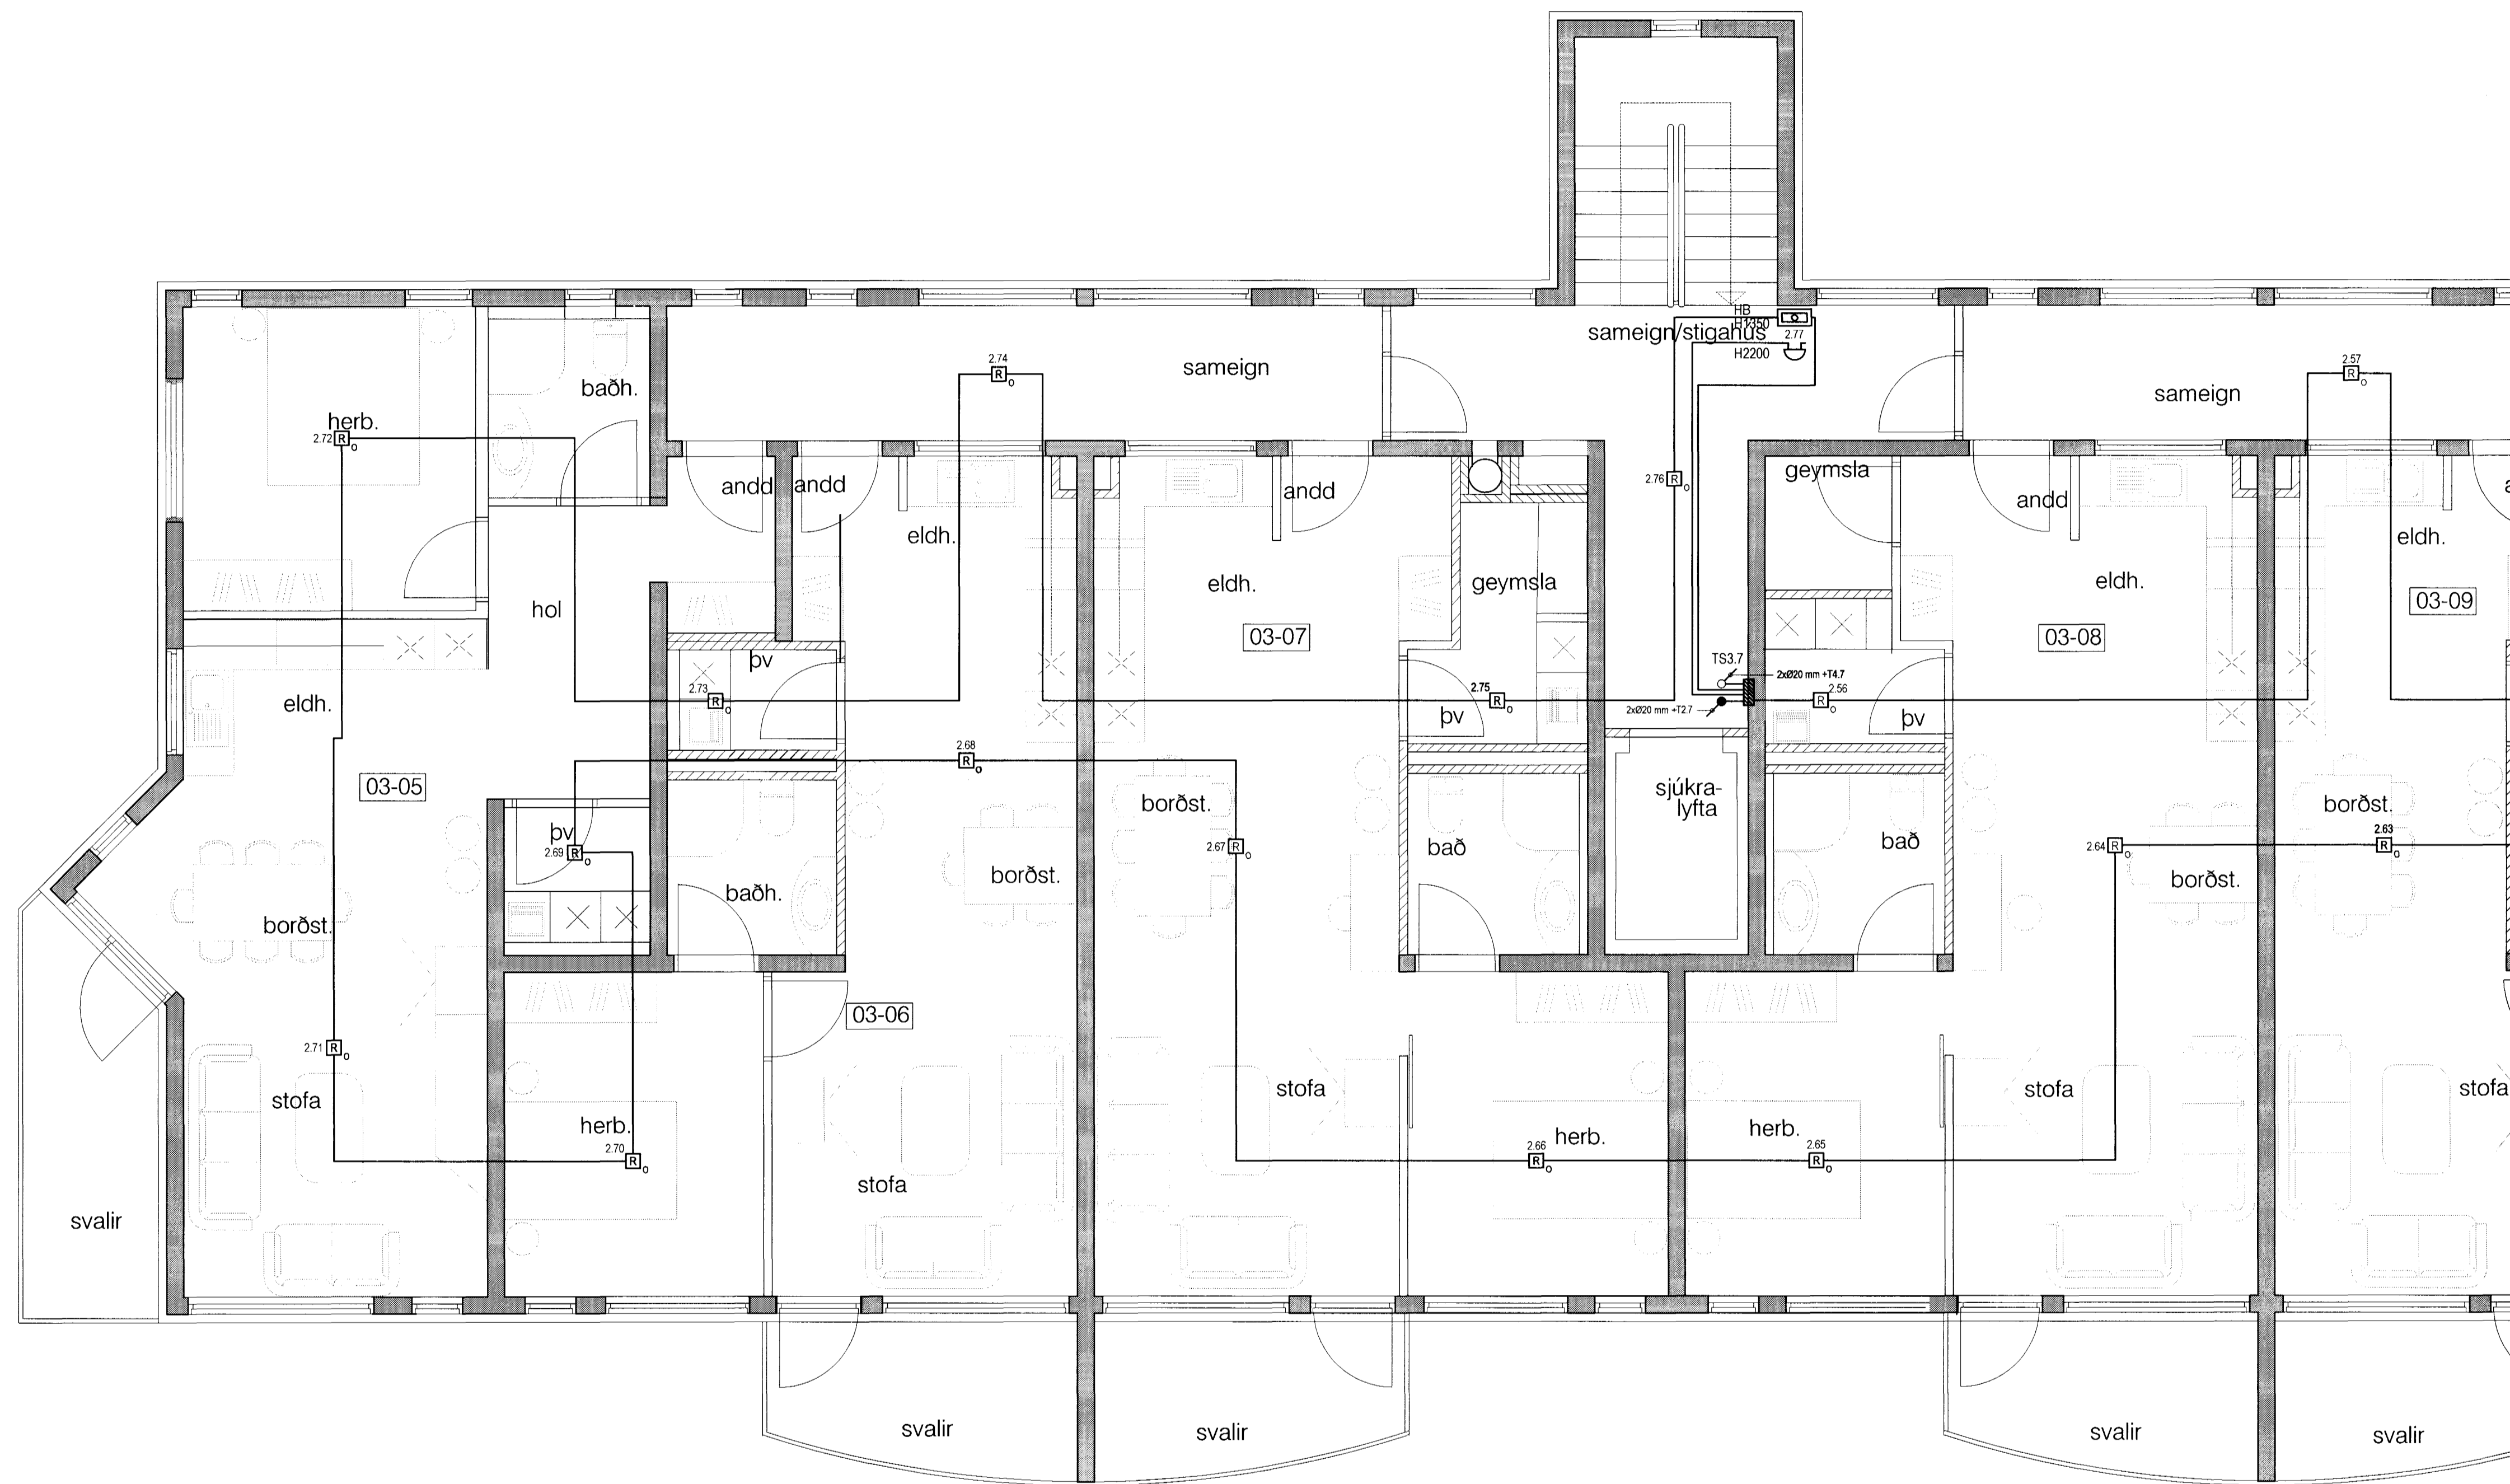 HB
H1350
sameign/stigahús
2.77
H2200
2.74
R
o
sameign
2.57
R
o
sameign
baðh.
herb.
2.72
R
o
geymsla
2.76
R
o
andd
andd
andd
andd
eldh.
eldh.
geymsla
eldh.
eldh.
03-09
hol
03-07
03-08
þv
TS3.7
2xØ20 mm +T4.7
2.73
R
o
2.75
R
o
2.56
R
o
2xØ20 mm +T2.7
eldh.
þv
þv
2.68
R
o
03-05
sjúkra-
lyfta
borðst.
borðst.
þv
2.69
R
o
2.67
R
o
bað
bað
2.64
R
o
2.63
R
o
borðst.
borðst.
baðh.
borðst.
03-06
2.71
R
o
stofa
stofa
stofa
stofa
herb.
2.70
R
o
2.66
R
o
herb.
herb.
2.65
R
o
stofa
svalir
svalir
svalir
svalir
svalir